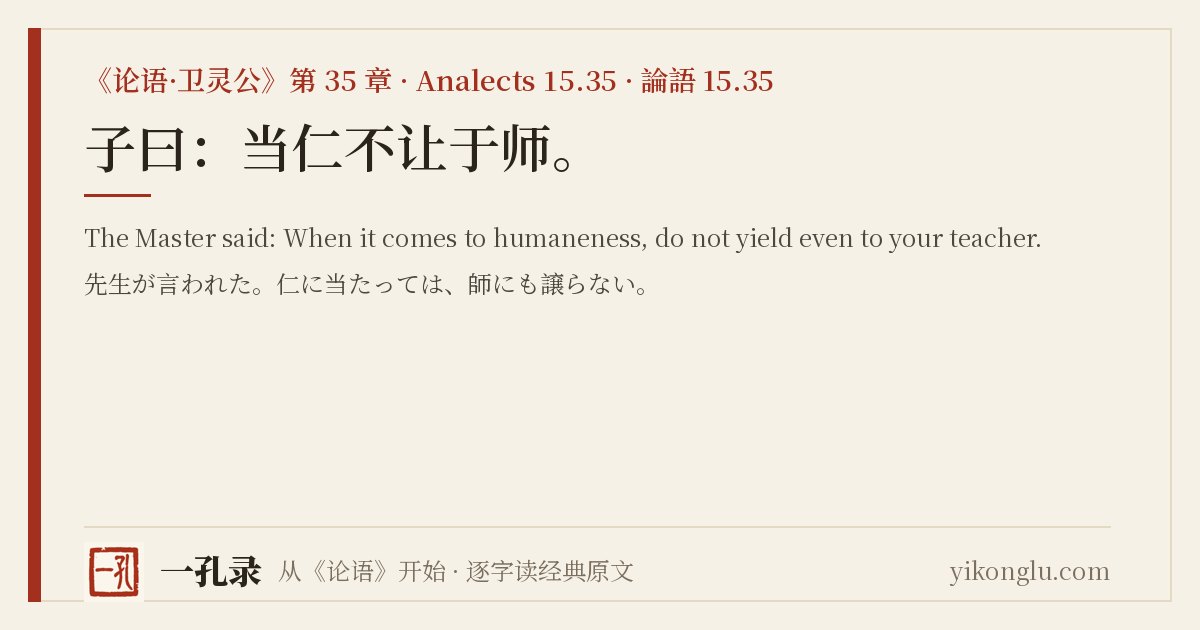 《论语·卫灵公》第 35 章 · Analects 15.35 · 論語 15.35
子曰：当仁不让于师。
The Master said: When it comes to humaneness, do not yield even to your teacher.
先生が言われた。仁に当たっては、師にも譲らない。
一孔
一孔录 从《论语》开始 · 逐字读经典原文 yikonglu.com